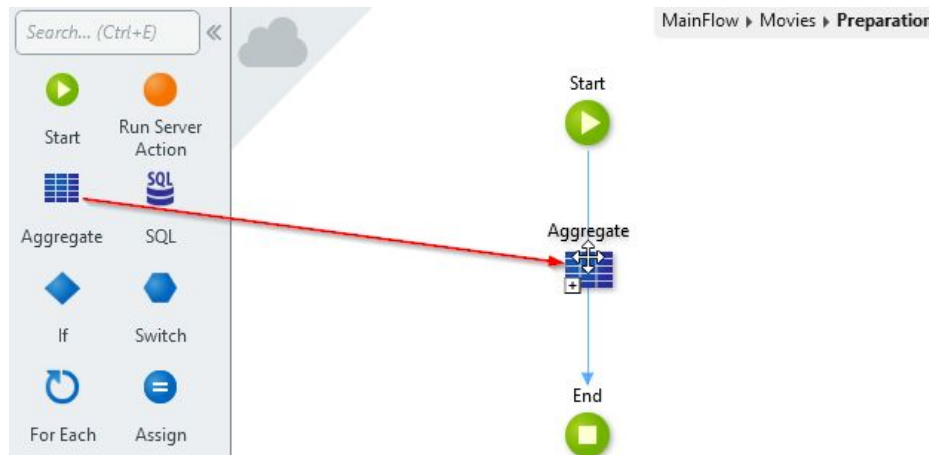 Search... (Ctrl+E)
MainFlow ▸ Movies ▸ Preparation
Start
Run Server
Action
SQL
Aggregate
SQL
If
Switch
For Each
Assign
Start
Aggregate
End